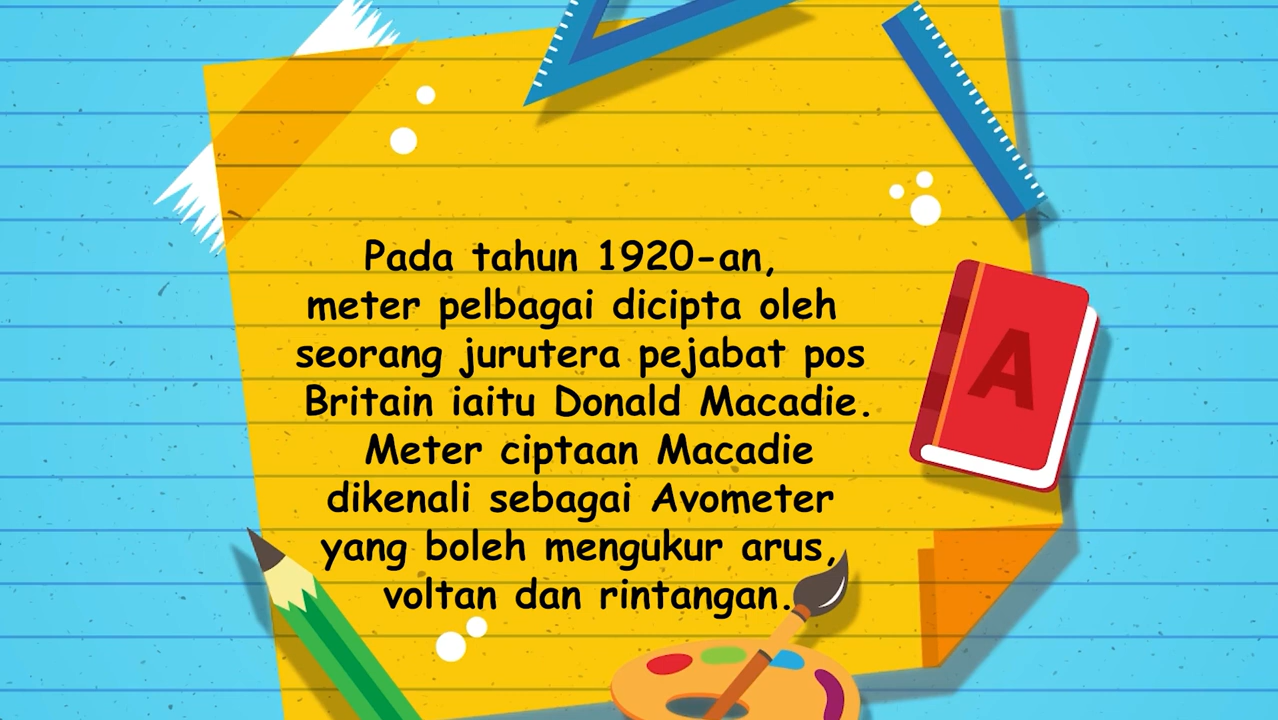 Pada tahun 1920-an,
meter pelbagai dicipta oleh
seorang jurutera pejabat pos
Britain iaitu Donald Macadie.
Meter ciptaan Macadie
dikenali sebagai Avometer
yang boleh mengukur arus,
voltan dan rintangan.
A